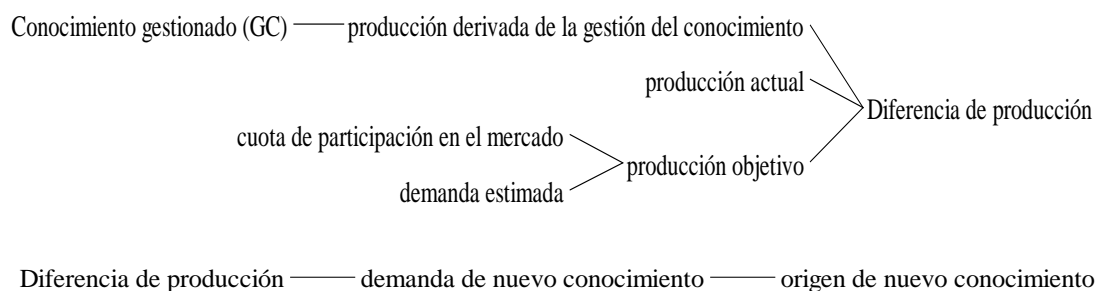 Conocimiento gestionado (GC) producción derivada de la gestión del conocimiento
producción actual
Diferencia de producción
cuota de participación en el mercado
producción objetivo
demanda estimada
Diferencia de producción demanda de nuevo conocimiento origen de nuevo conocimiento